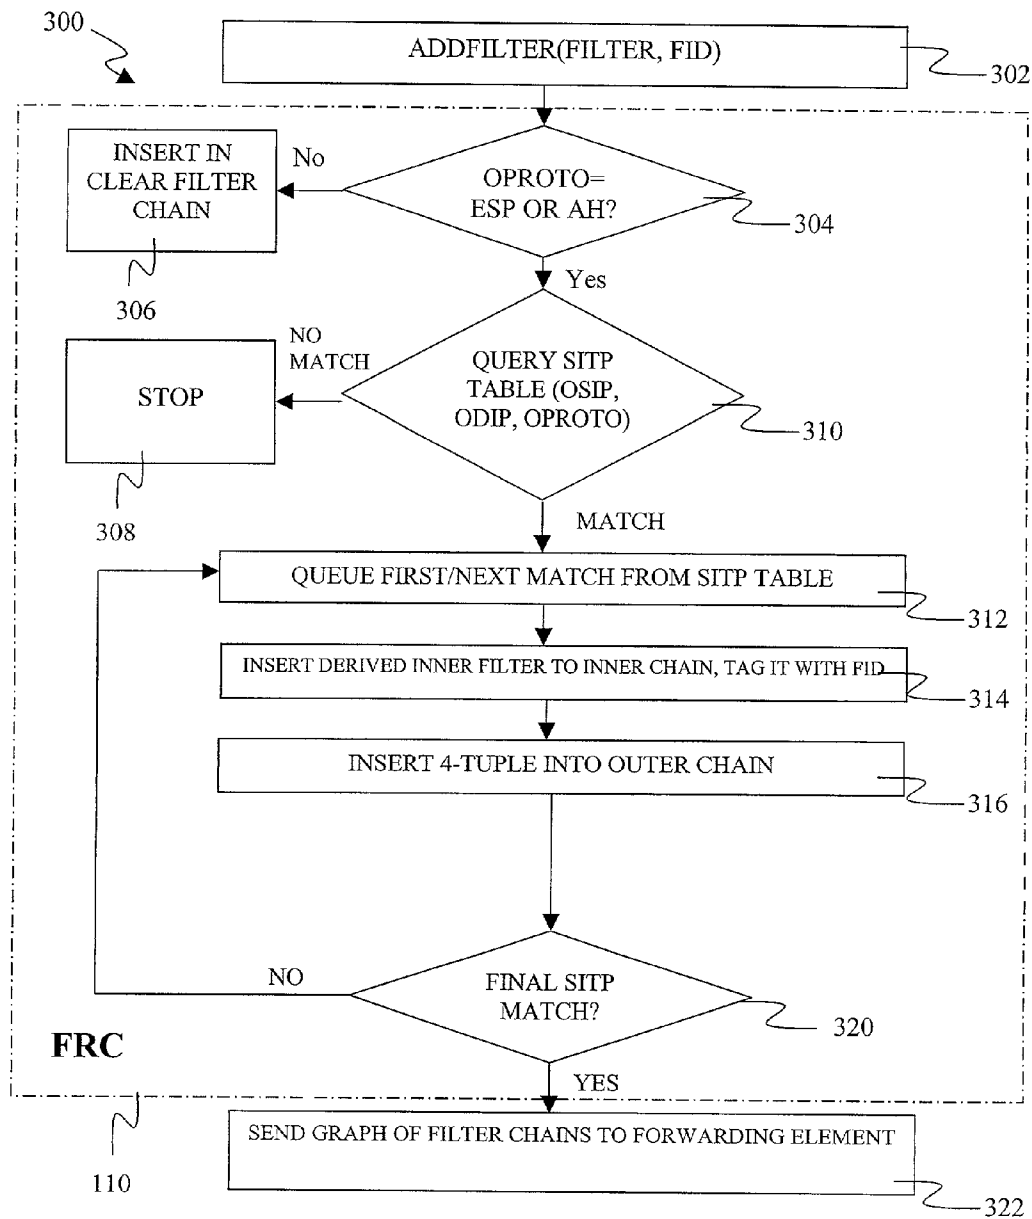 300
ADDFILTER(FILTER, FID)
302
INSERT IN
CLEAR FILTER
CHAIN
No
OPROTO=
ESP OR AH?
304
306
Yes
NO
MATCH
STOP
QUERY SITP
TABLE (OSIP,
ODIP, OPROTO)
310
308
MATCH
QUEUE FIRST/NEXT MATCH FROM SITP TABLE
312
INSERT DERIVED INNER FILTER TO INNER CHAIN, TAG IT WITH FID
314
INSERT 4-TUPLE INTO OUTER CHAIN
316
NO
FINAL SITP
MATCH?
320
FRC
YES
SEND GRAPH OF FILTER CHAINS TO FORWARDING ELEMENT
110
322